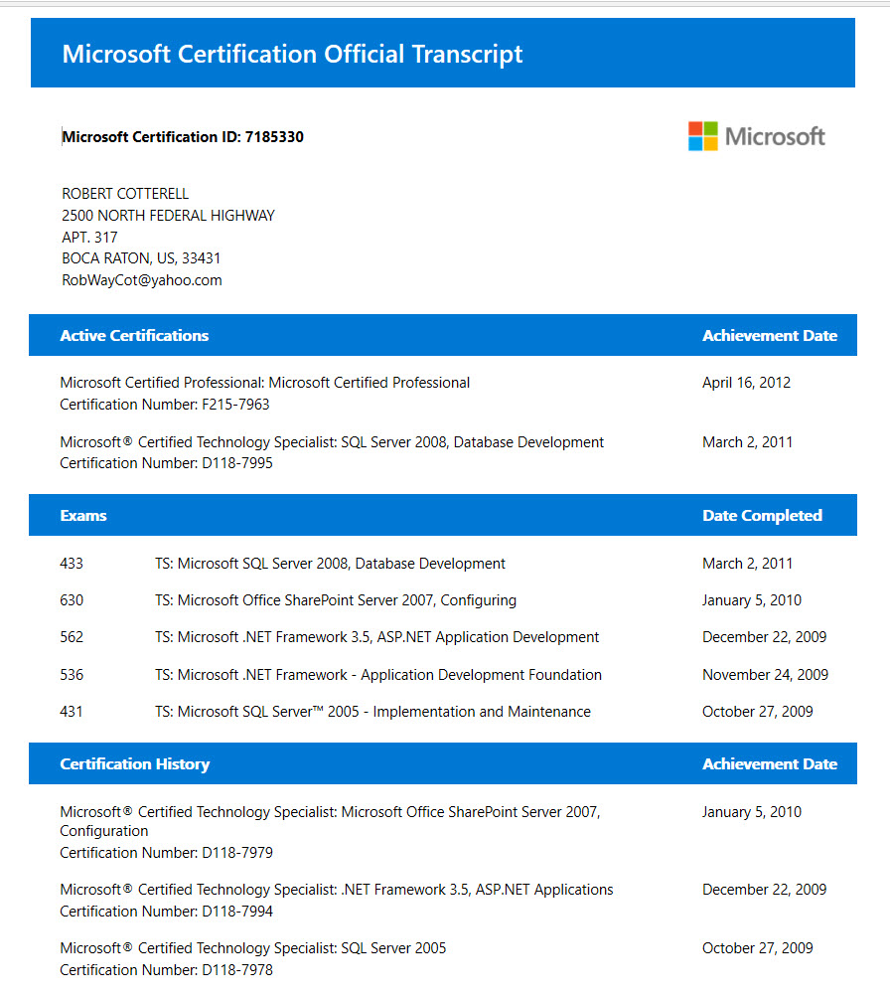 Microsoft Certification Official Transcript
Microsoft Certification ID: 7185330
Microsoft
ROBERT COTTERELL
2500 NORTH FEDERAL HIGHWAY
APT. 317
BOCA RATON, US, 33431
RobWayCot@yahoo.com
Active Certifications Achievement Date
Microsoft Certified Professional: Microsoft Certified Professional April 16, 2012
Certification Number: F215-7963
Microsoft® Certified Technology Specialist: SQL Server 2008, Database Development March 2, 2011
Certification Number: D118-7995
Exams Date Completed
433 TS: Microsoft SQL Server 2008, Database Development March 2, 2011
630 TS: Microsoft Office SharePoint Server 2007, Configuring January 5, 2010
562 TS: Microsoft .NET Framework 3.5, ASP.NET Application Development December 22, 2009
536 TS: Microsoft .NET Framework - Application Development Foundation November 24, 2009
431 TS: Microsoft SQL Server™ 2005 - Implementation and Maintenance October 27, 2009
Certification History Achievement Date
Microsoft® Certified Technology Specialist: Microsoft Office SharePoint Server 2007, January 5, 2010
Configuration
Certification Number: D118-7979
Microsoft® Certified Technology Specialist: .NET Framework 3.5, ASP.NET Applications December 22, 2009
Certification Number: D118-7994
Microsoft® Certified Technology Specialist: SQL Server 2005 October 27, 2009
Certification Number: D118-7978